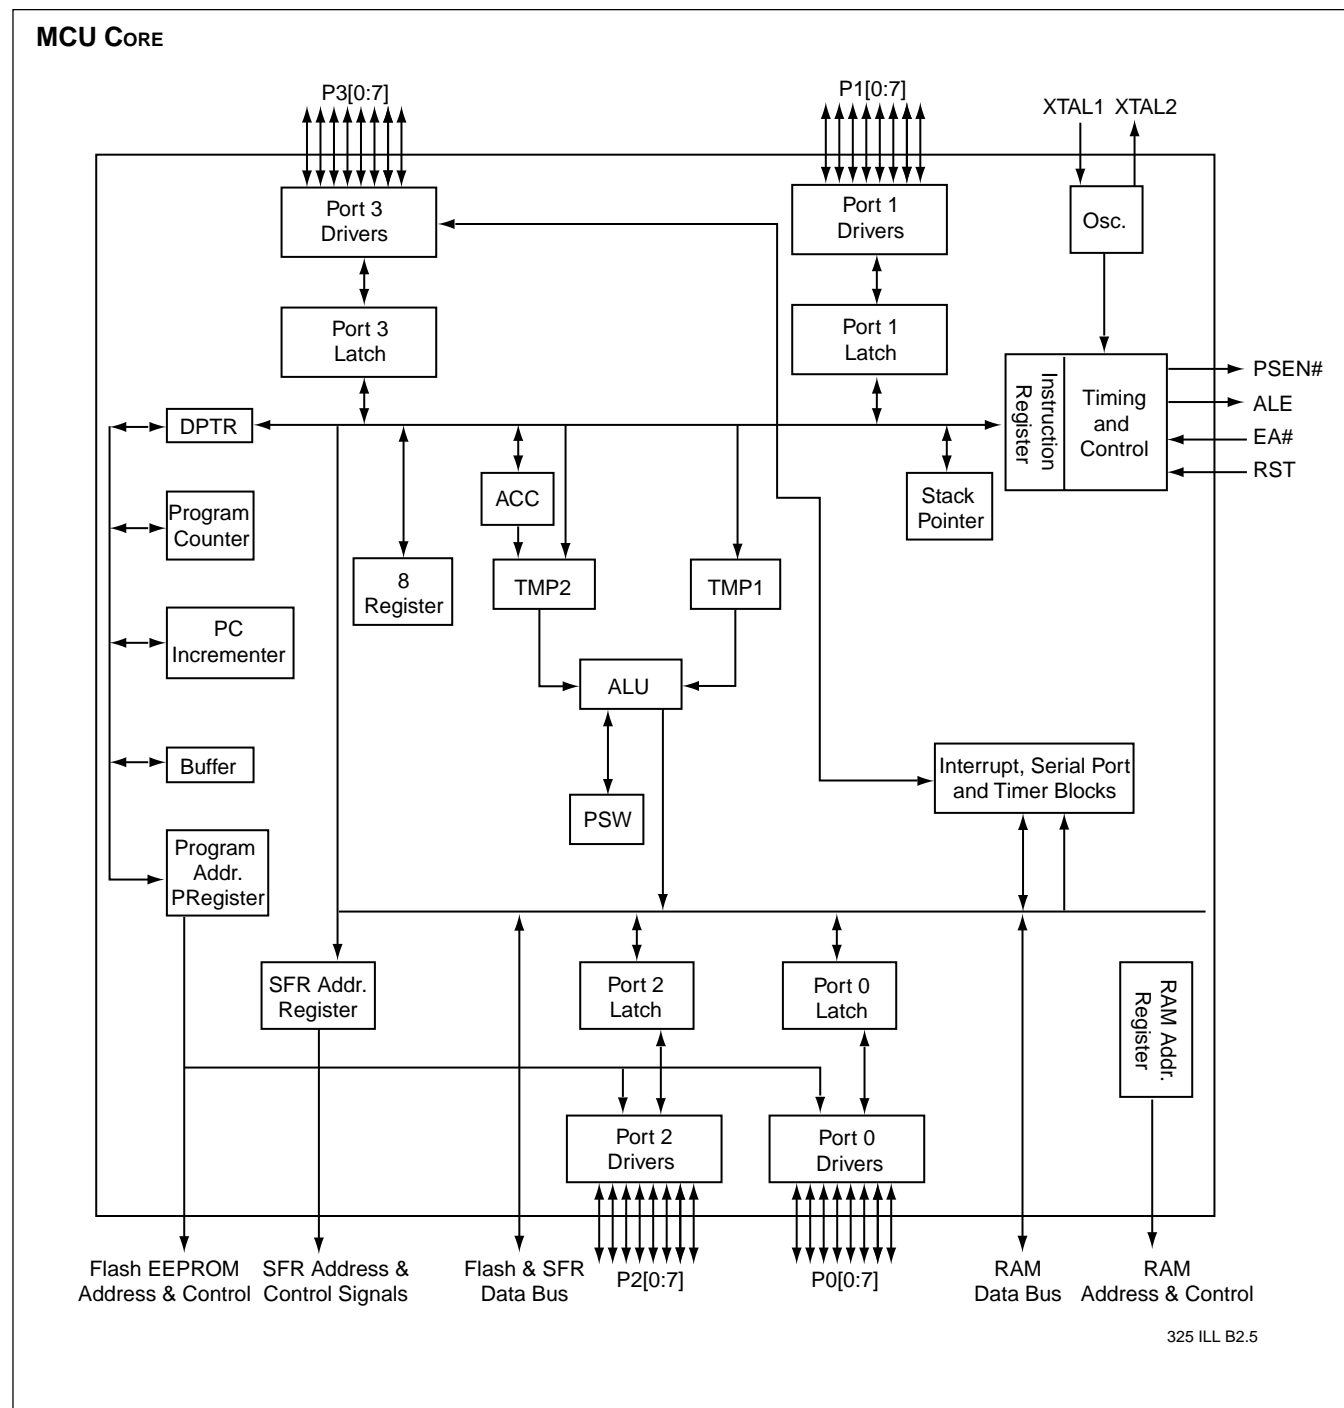 MCU CORE
P3[0:7]
P1[0:7]
XTAL1 XTAL2
Port 3
Drivers
Port 1
Drivers
Osc.
Port 3
Latch
Port 1
Latch
Instruction
Register
Timing
and
Control
PSEN#
ALE
EA#
RST
DPTR
ACC
Stack
Pointer
Program
Counter
8
Register
TMP2
TMP1
PC
Incrementer
ALU
Buffer
Interrupt, Serial Port
and Timer Blocks
PSW
Program
Addr.
PRegister
SFR Addr.
Register
Port 2
Latch
Port 0
Latch
RAM Addr.
Register
Port 2
Drivers
Port 0
Drivers
Flash EEPROM
Address & Control
SFR Address &
Control Signals
Flash & SFR
Data Bus
P2[0:7]
P0[0:7]
RAM
Data Bus
RAM
Address & Control
325 ILL B2.5